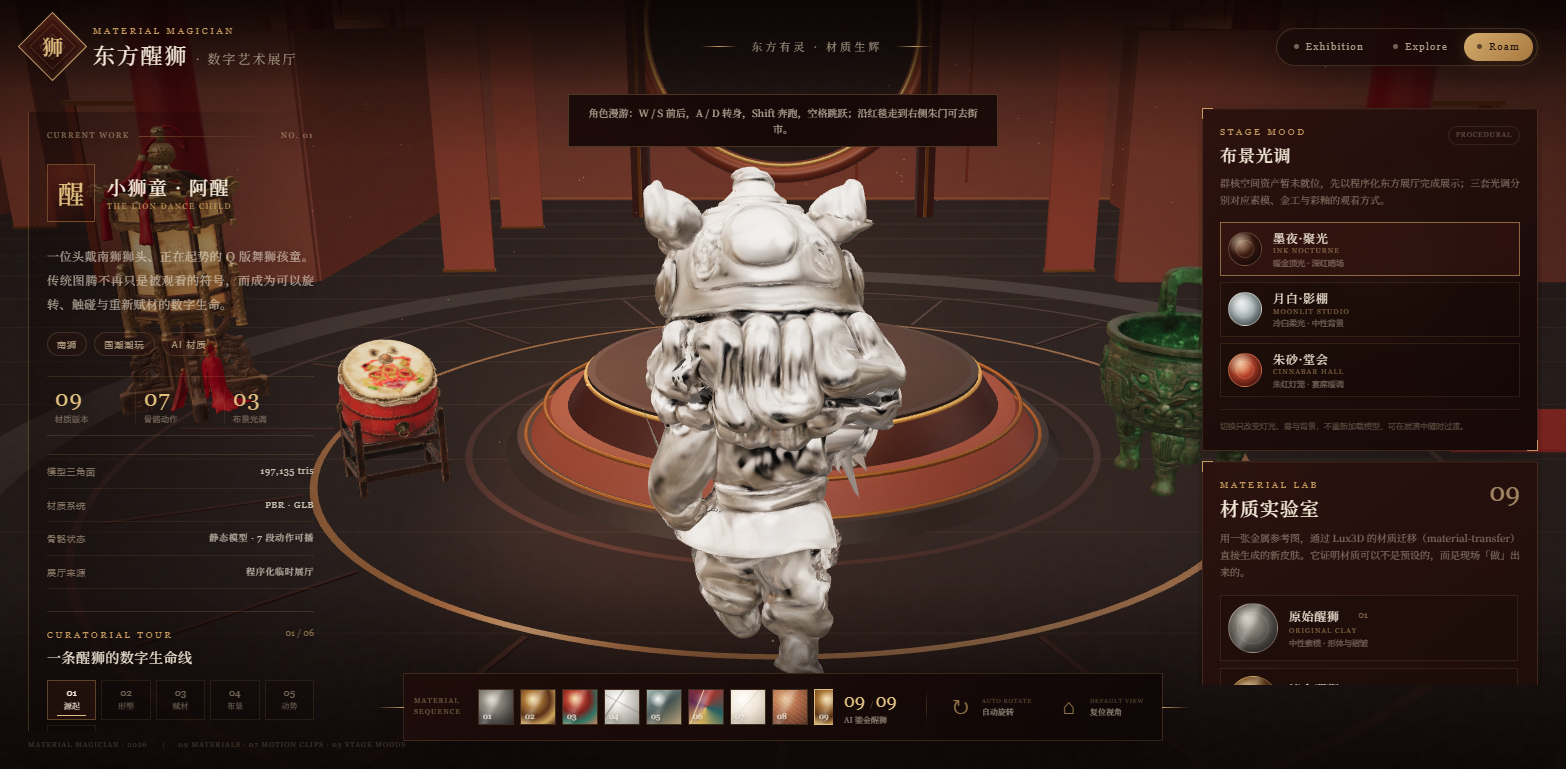 狮
MATERIAL MAGICIAN
东方醒狮 · 数字艺术展厅
东方有灵 · 材质生辉
Exhibition
Explore
Roam
角色漫游: W / S 前后, A / D 转身, Shift 奔跑, 空格跳跃; 沿红毯走到右侧朱门可去街
市。
CURRENT WORK
NO. 01
醒
小狮童 · 阿醒
THE LION DANCE CHILD
一位头戴南狮狮头、正在起势的 Q 版舞狮孩童。
传统图腾不再只是被观看的符号，而成为可以旋
转、触碰与重新赋材的数字生命。
南狮
国潮潮玩
AI 材质
09
材质版本
07
骨骼动作
03
布景光调
模型三角面
197,135 tris
材质系统
PBR · GLB
骨骼状态
静态模型 · 7 段动作可播
展厅来源
程序化临时展厅
CURATORIAL TOUR
01 / 06
一条醒狮的数字生命线
01
源起
02
形塑
03
赋材
04
布景
05
动势
MATERIAL MAGICIAN · 2026 | 09 MATERIALS · 07 MOTION CLIPS · 03 STAGE MOODS
MATERIAL
SEQUENCE
01
02
03
04
05
06
07
08
09
09 / 09
AI 鎏金醒狮
AUTO ROTATE
自动旋转
DEFAULT VIEW
复位视角
STAGE MOOD
PROCEDURAL
布景光调
群核空间资产暂未就位，先以程序化东方展厅完成展示；三套光调分
别对应素模、金工与彩釉的观看方式。
墨夜·聚光
INK NOCTURNE
暖金顶光 · 深红暗场
月白·影棚
MOONLIT STUDIO
冷白柔光 · 中性背景
朱砂·堂会
CINNABAR HALL
朱红灯笼 · 宴席暖调
切换只改变灯光、雾与背景，不重新加载模型，可在展演中随时过渡。
MATERIAL LAB
09
材质实验室
用一张金属参考图，通过 Lux3D 的材质迁移（material-transfer）
直接生成的新皮肤。它证明材质可以不是预设的，而是现场「做」出
来的。
原始醒狮
01
ORIGINAL CLAY
中性素模 · 形体与褶皱